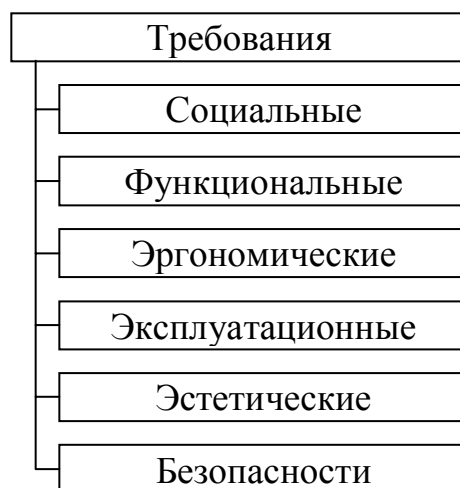 Требования
Социальные
Функциональные
Эргономические
Эксплуатационные
Эстетические
Безопасности